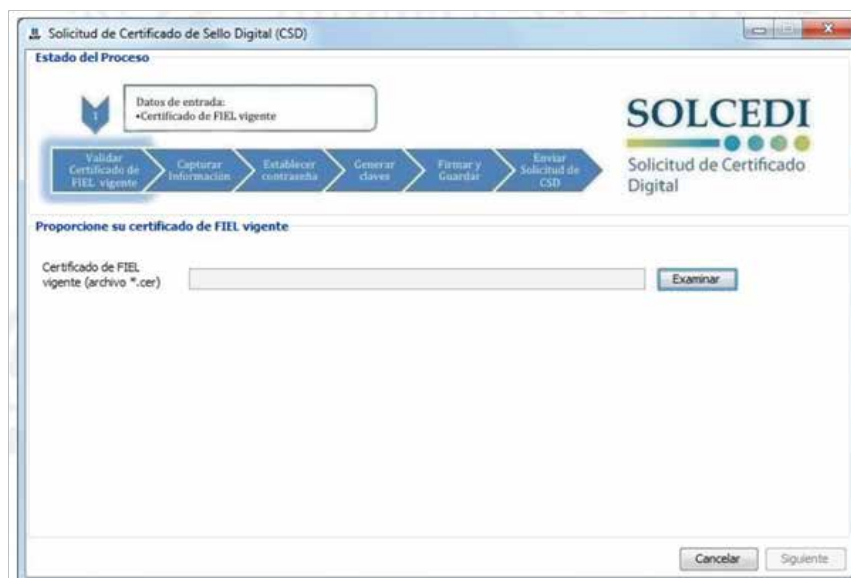 Solicitud de Certificado de Sello Digital (CSD)
Estado del Proceso
1
Datos de entrada:
•Certificado de FIEL vigente
Validar
Certificado de
FIEL vigente
Capturar
Información
Establecer
contraseña
Generar
claves
Firmar y
Guardar
Enviar
Solicitud de
CSD
SOLCEDI
Solicitud de Certificado
Digital
Proporcione su certificado de FIEL vigente
Certificado de FIEL
vigente (archivo *.cer)
Examinar
Cancelar
Siguiente